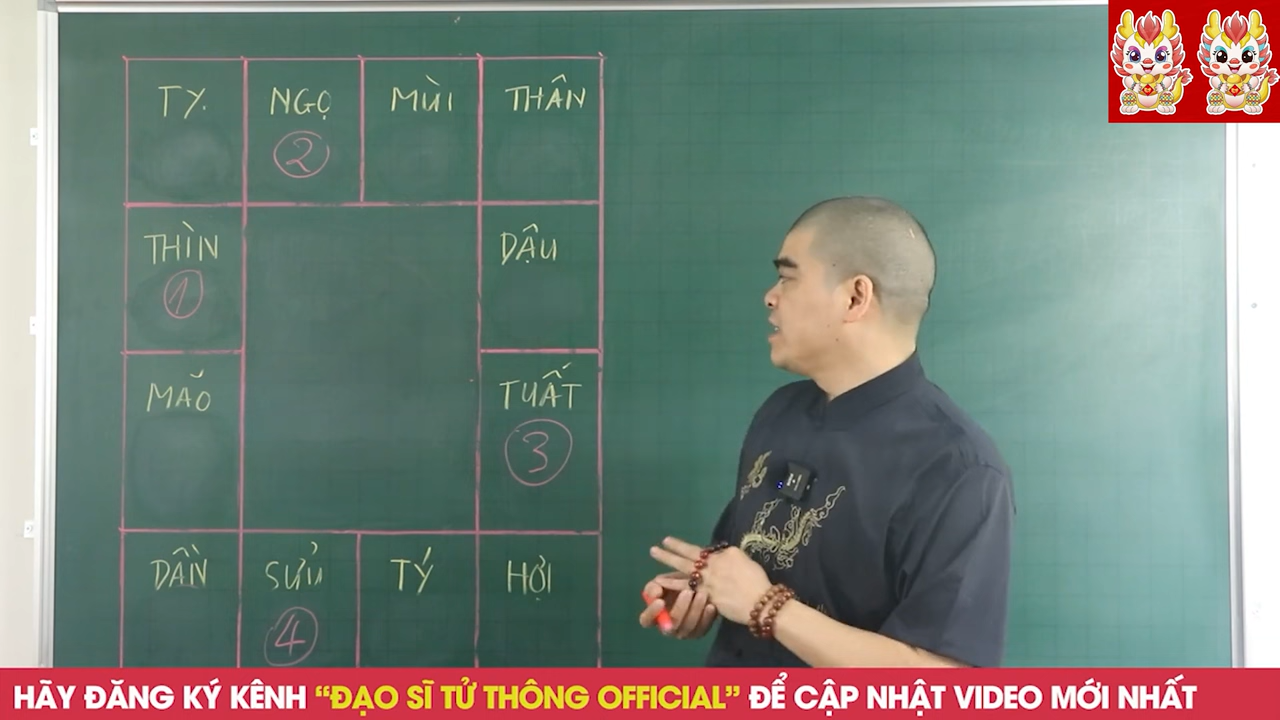 TỴ.
NGỌ
MÙI
THÂN
2
THÌN
DẬU
1
MÃO
TUẤT
3
DẦN
SỬU
TÝ
HỢI
4
HÃY ĐĂNG KÝ KÊNH “ĐẠO SĨ TỬ THÔNG OFFICIAL” ĐỂ CẬP NHẬT VIDEO MỚI NHẤT